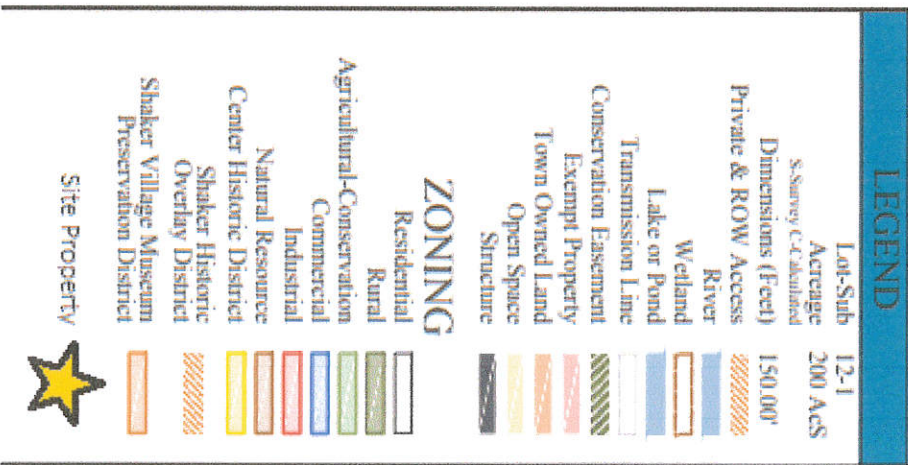 LEGEND
Lot-Sub 12-1
Acreage 200 AcS
S-Survey C-Calculated
Dimensions (Feet) 150.00'
Private & ROW Access
River
Wetland
Lake or Pond
Transmission Line
Conservation Easement
Exempt Property
Town Owned Land
Open Space
Structure
ZONING
Residential
Rural
Agricultural-Conservation
Commercial
Industrial
Natural Resource
Center Historic District
Shaker Historic
Overlay District
Shaker Village Museum
Preservation District
Site Property